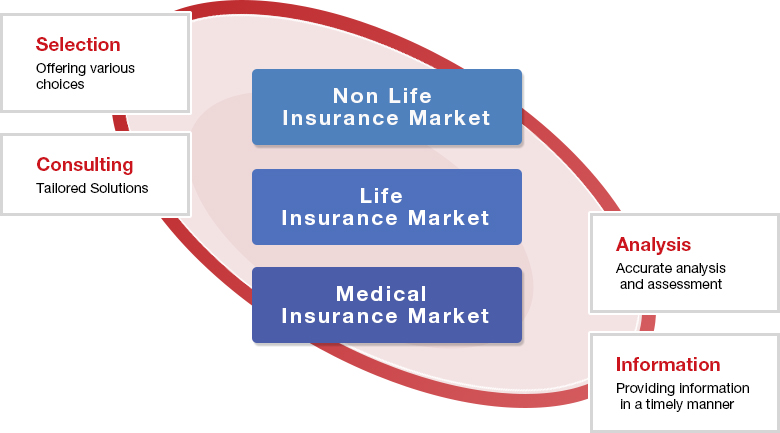 Selection
Offering various
choices
Consulting
Tailored Solutions
Non Life
Insurance Market
Life
Insurance Market
Medical
Insurance Market
Analysis
Accurate analysis
and assessment
Information
Providing information
in a timely manner